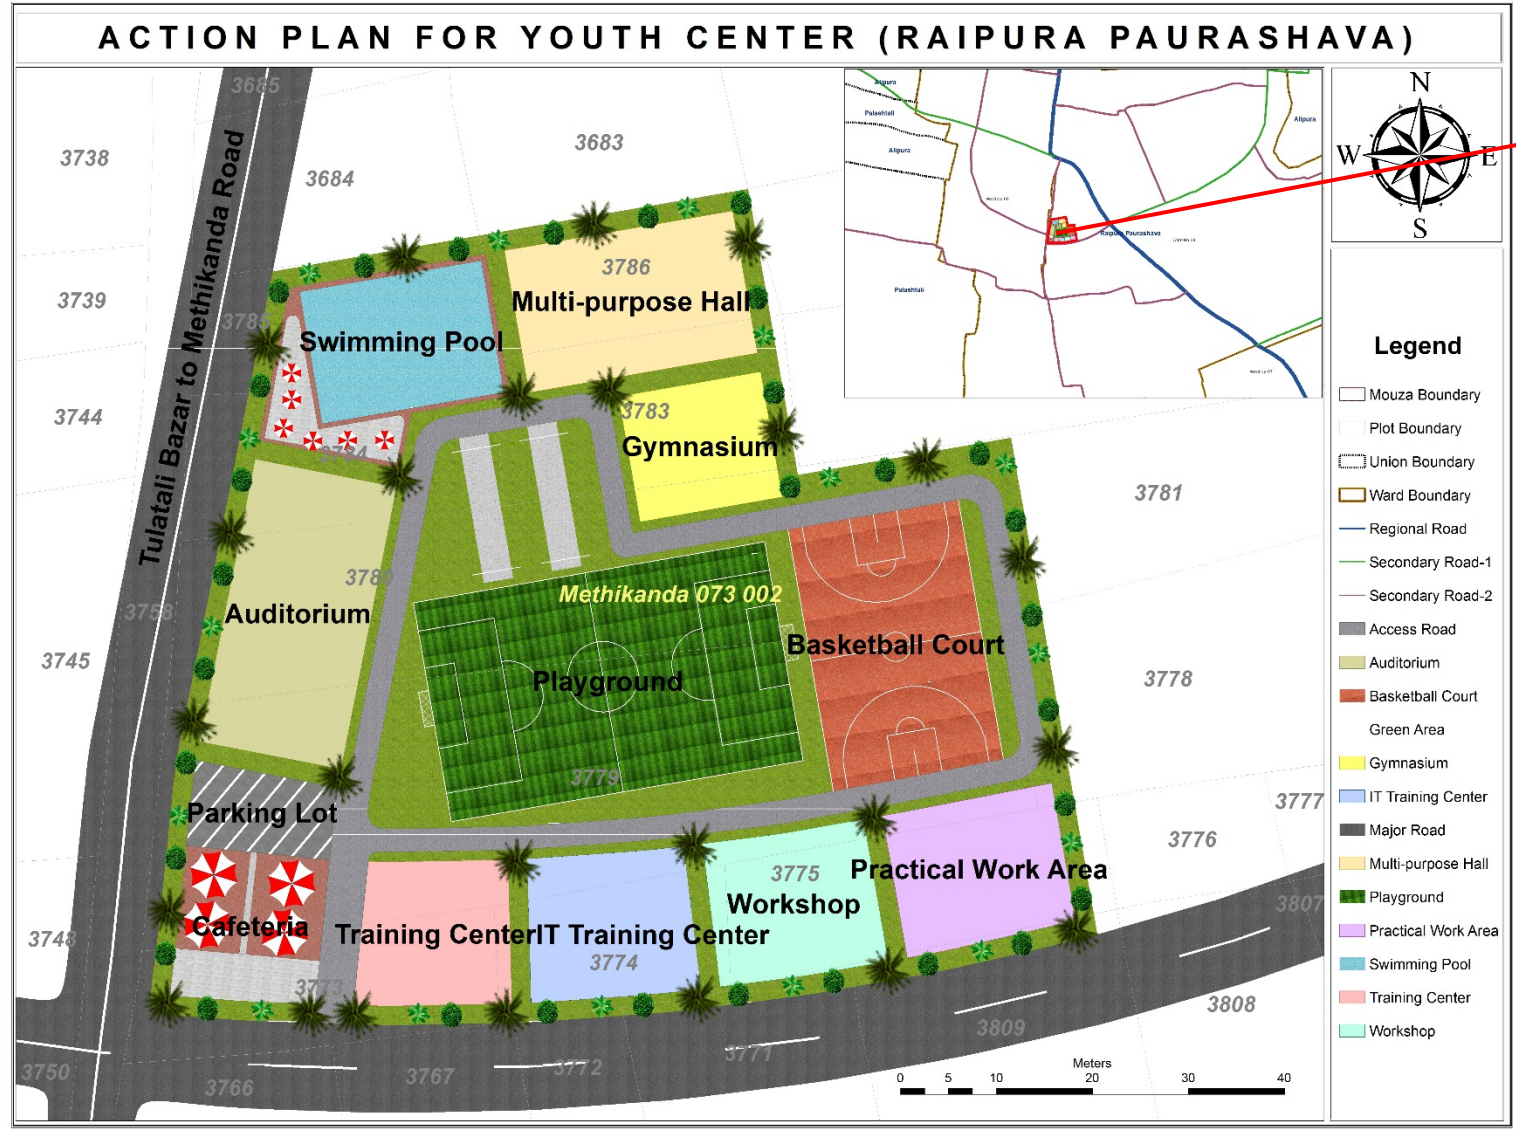 ACTION PLAN FOR YOUTH CENTER (RAIPURA PAURASHAVA)
3685
3738
3684
3683
Tulatali Bazar to Methikanda Road
3739
3785
3786
Multi-purpose Hall
Swimming Pool
3744
3783
Gymnasium
3781
3780
3753
Auditorium
Methikanda 073 002
Basketball Court
3745
Playground
3778
3779
Parking Lot
3777
3776
3775
Practical Work Area
Workshop
3807
Cafeteria
3748
Training Center
IT Training Center
3774
3773
3808
3809
3750
3766
3767
3772
3771
Meters
0 5 10 20 30 40
Alipura
Palashtali
Alipura
Alipura
Raipura Paurashava
Palashtali
N
W E
S
Legend
Mouza Boundary
Plot Boundary
Union Boundary
Ward Boundary
Regional Road
Secondary Road-1
Secondary Road-2
Access Road
Auditorium
Basketball Court
Green Area
Gymnasium
IT Training Center
Major Road
Multi-purpose Hall
Playground
Practical Work Area
Swimming Pool
Training Center
Workshop